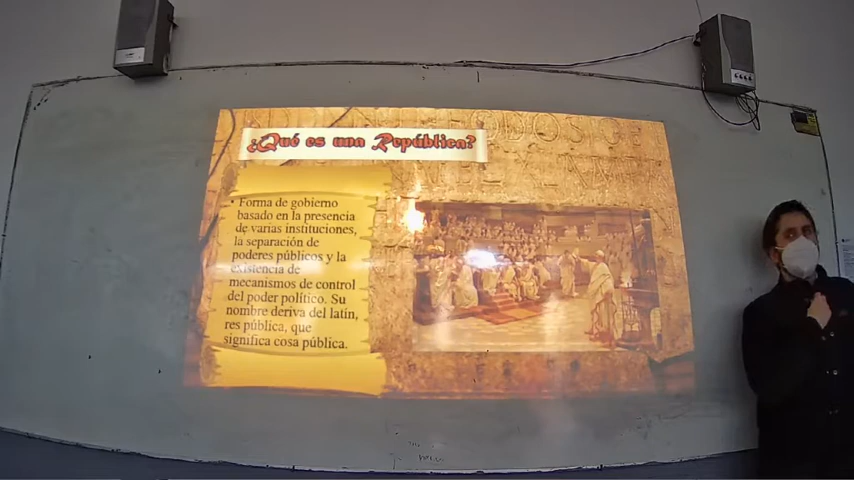 ¿Qué es una República?
• Forma de gobierno
basado en la presencia
de varias instituciones,
la separación de
poderes públicos y la
existencia de
mecanismos de control
del poder político. Su
nombre deriva del latín,
res pública, que
significa cosa pública.